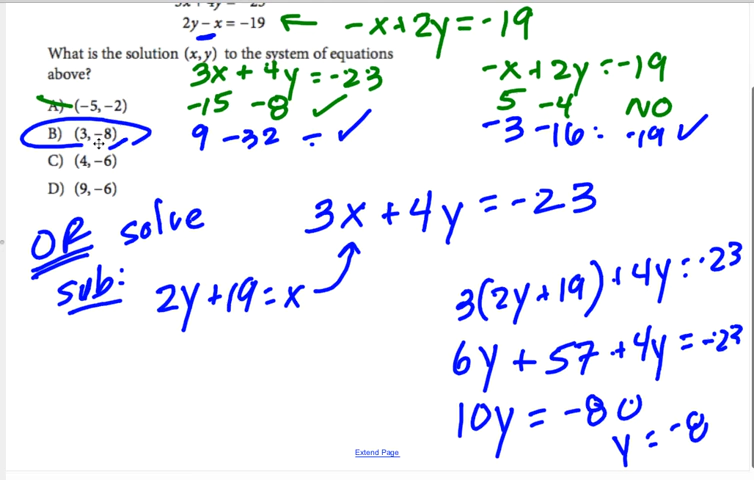 2y − x = −19
-x+2y=-19
What is the solution (x, y) to the system of equations
above?
3x + 4y = -23
-x+2y=-19
A) (−5, −2)
-15 -8 ✓
5 -4 NO
B) (3, −8)
9 -32 = ✓
-3 -16 = -19 ✓
C) (4, −6)
D) (9, −6)
OR solve
3x + 4y = -23
sub:
2y+19=x
3(2y+19)+4y=-23
6y + 57 + 4y = -23
10y = -80
y = -8
Extend Page